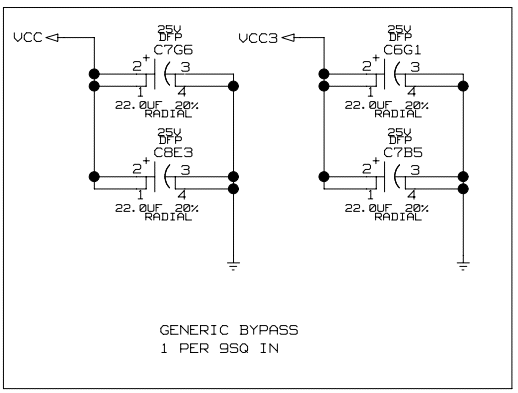 VCC
25V
DFP
C7G6
2 + 3
1 4
22.0UF 20%
RADIAL
25V
DFP
C8E3
2 + 3
1 4
22.0UF 20%
RADIAL
VCC3
25V
DFP
C6G1
2 + 3
1 4
22.0UF 20%
RADIAL
25V
DFP
C7B5
2 + 3
1 4
22.0UF 20%
RADIAL
GENERIC BYPASS
1 PER 9SQ IN